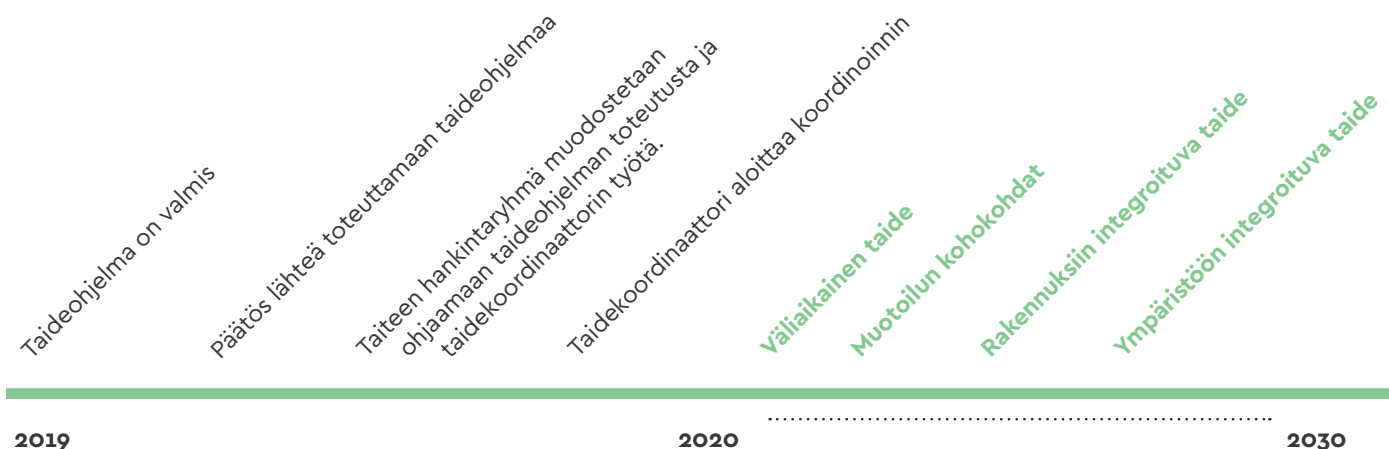 Taideohjelma on valmis
Päätös lähteä toteuttamaan taideohjelmaa
Taiteen hankintaryhmä muodostetaan
ohjaamaan taideohjelman toteutusta ja
taidekoordinaattorin työtä.
Taidekoordinaattori aloittaa koordinoinnin
Väliaikainen taide
Muotoilun kohokohdat
Rakennuksiin integroituva taide
Ympäristöön integroituva taide
2019
2020
2030